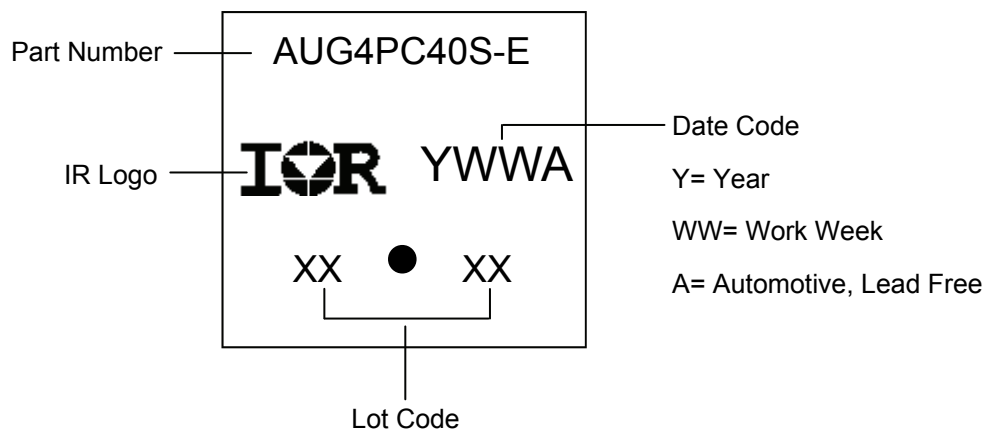 Part Number
AUG4PC40S-E
IR Logo
IOR
YWWA
Date Code
Y= Year
WW= Work Week
A= Automotive, Lead Free
XX
XX
Lot Code